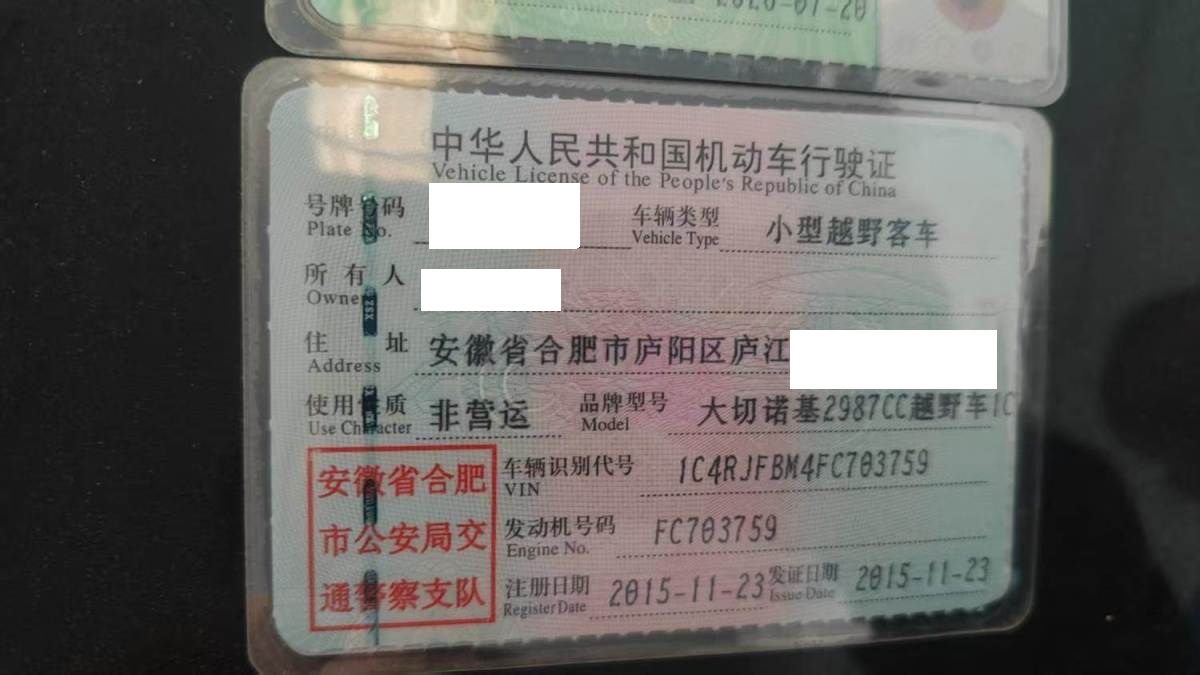 2020-07-20
中华人民共和国机动车行驶证
Vehicle License of the People's Republic of China
号牌号码 车辆类型 小型越野客车
Plate No. Vehicle Type
所有人
Owner
住址 安徽省合肥市庐阳区庐江
Address
使用性质 非营运 品牌型号 大切诺基2987CC越野车1C
Use Character Model
安徽省合肥
市公安局交
通警察支队
车辆识别代号 1C4RJFBM4FC703759
VIN
发动机号码 FC703759
Engine No.
注册日期 2015-11-23 发证日期 2015-11-23
Register Date Issue Date